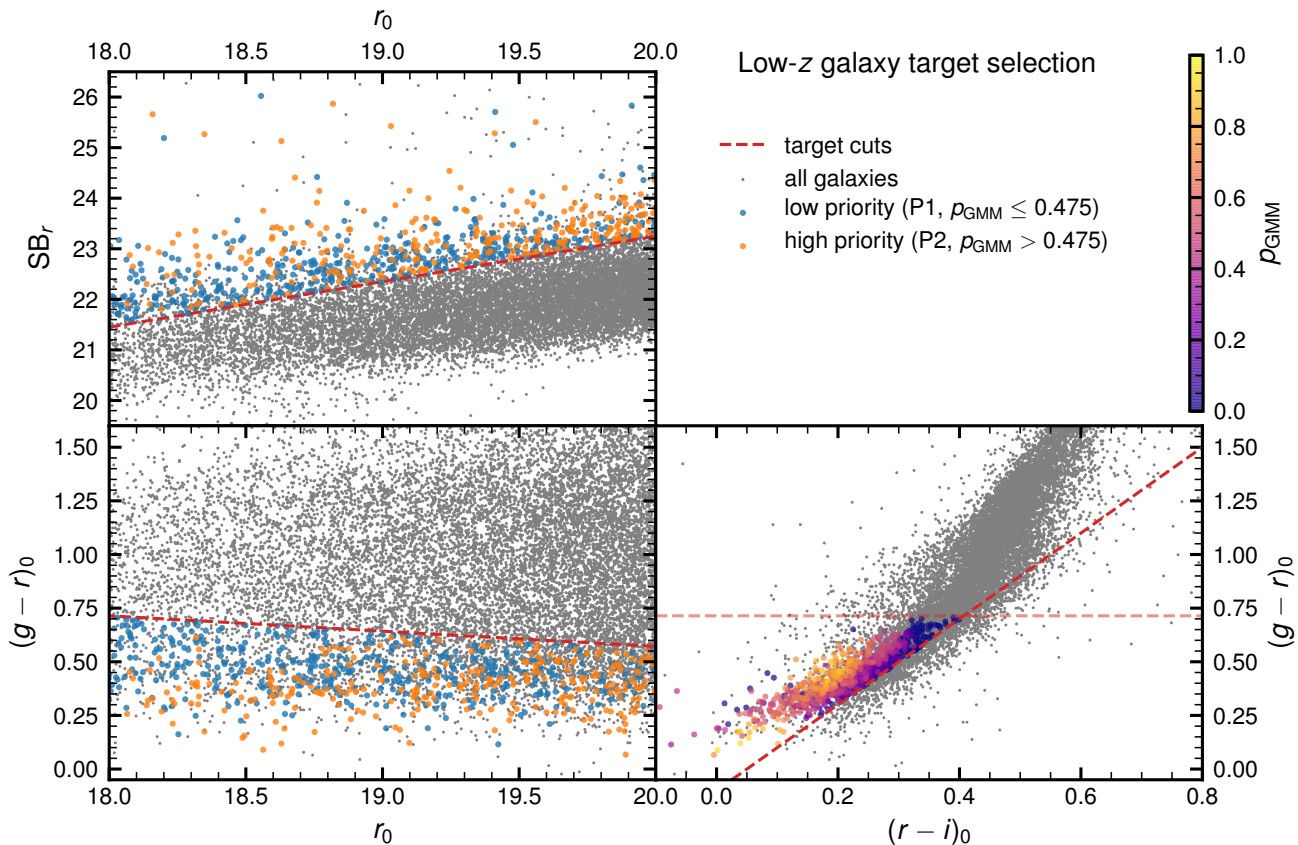 r₀
18.0 18.5 19.0 19.5 20.0
Low-z galaxy target selection
target cuts
all galaxies
low priority (P1, p_GMM ≤ 0.475)
high priority (P2, p_GMM > 0.475)
1.0
0.8
0.6
0.4
0.2
0.0
p_GMM
26
25
24
23
22
21
20
SB_r
1.50
1.25
1.00
0.75
0.50
0.25
0.00
(g − r)₀
18.0 18.5 19.0 19.5 20.0
r₀
0.0 0.2 0.4 0.6 0.8
(r − i)₀
1.50
1.25
1.00
0.75
0.50
0.25
0.00
(g − r)₀